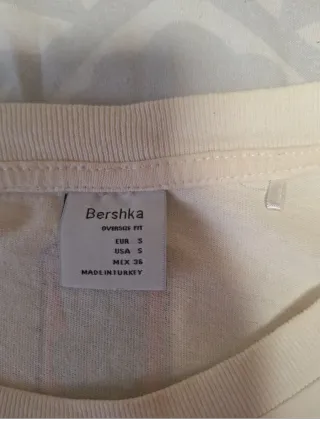 Bershka
OVERSIZE FIT
EUR S
USA S
MEX 36
MADE IN TURKEY